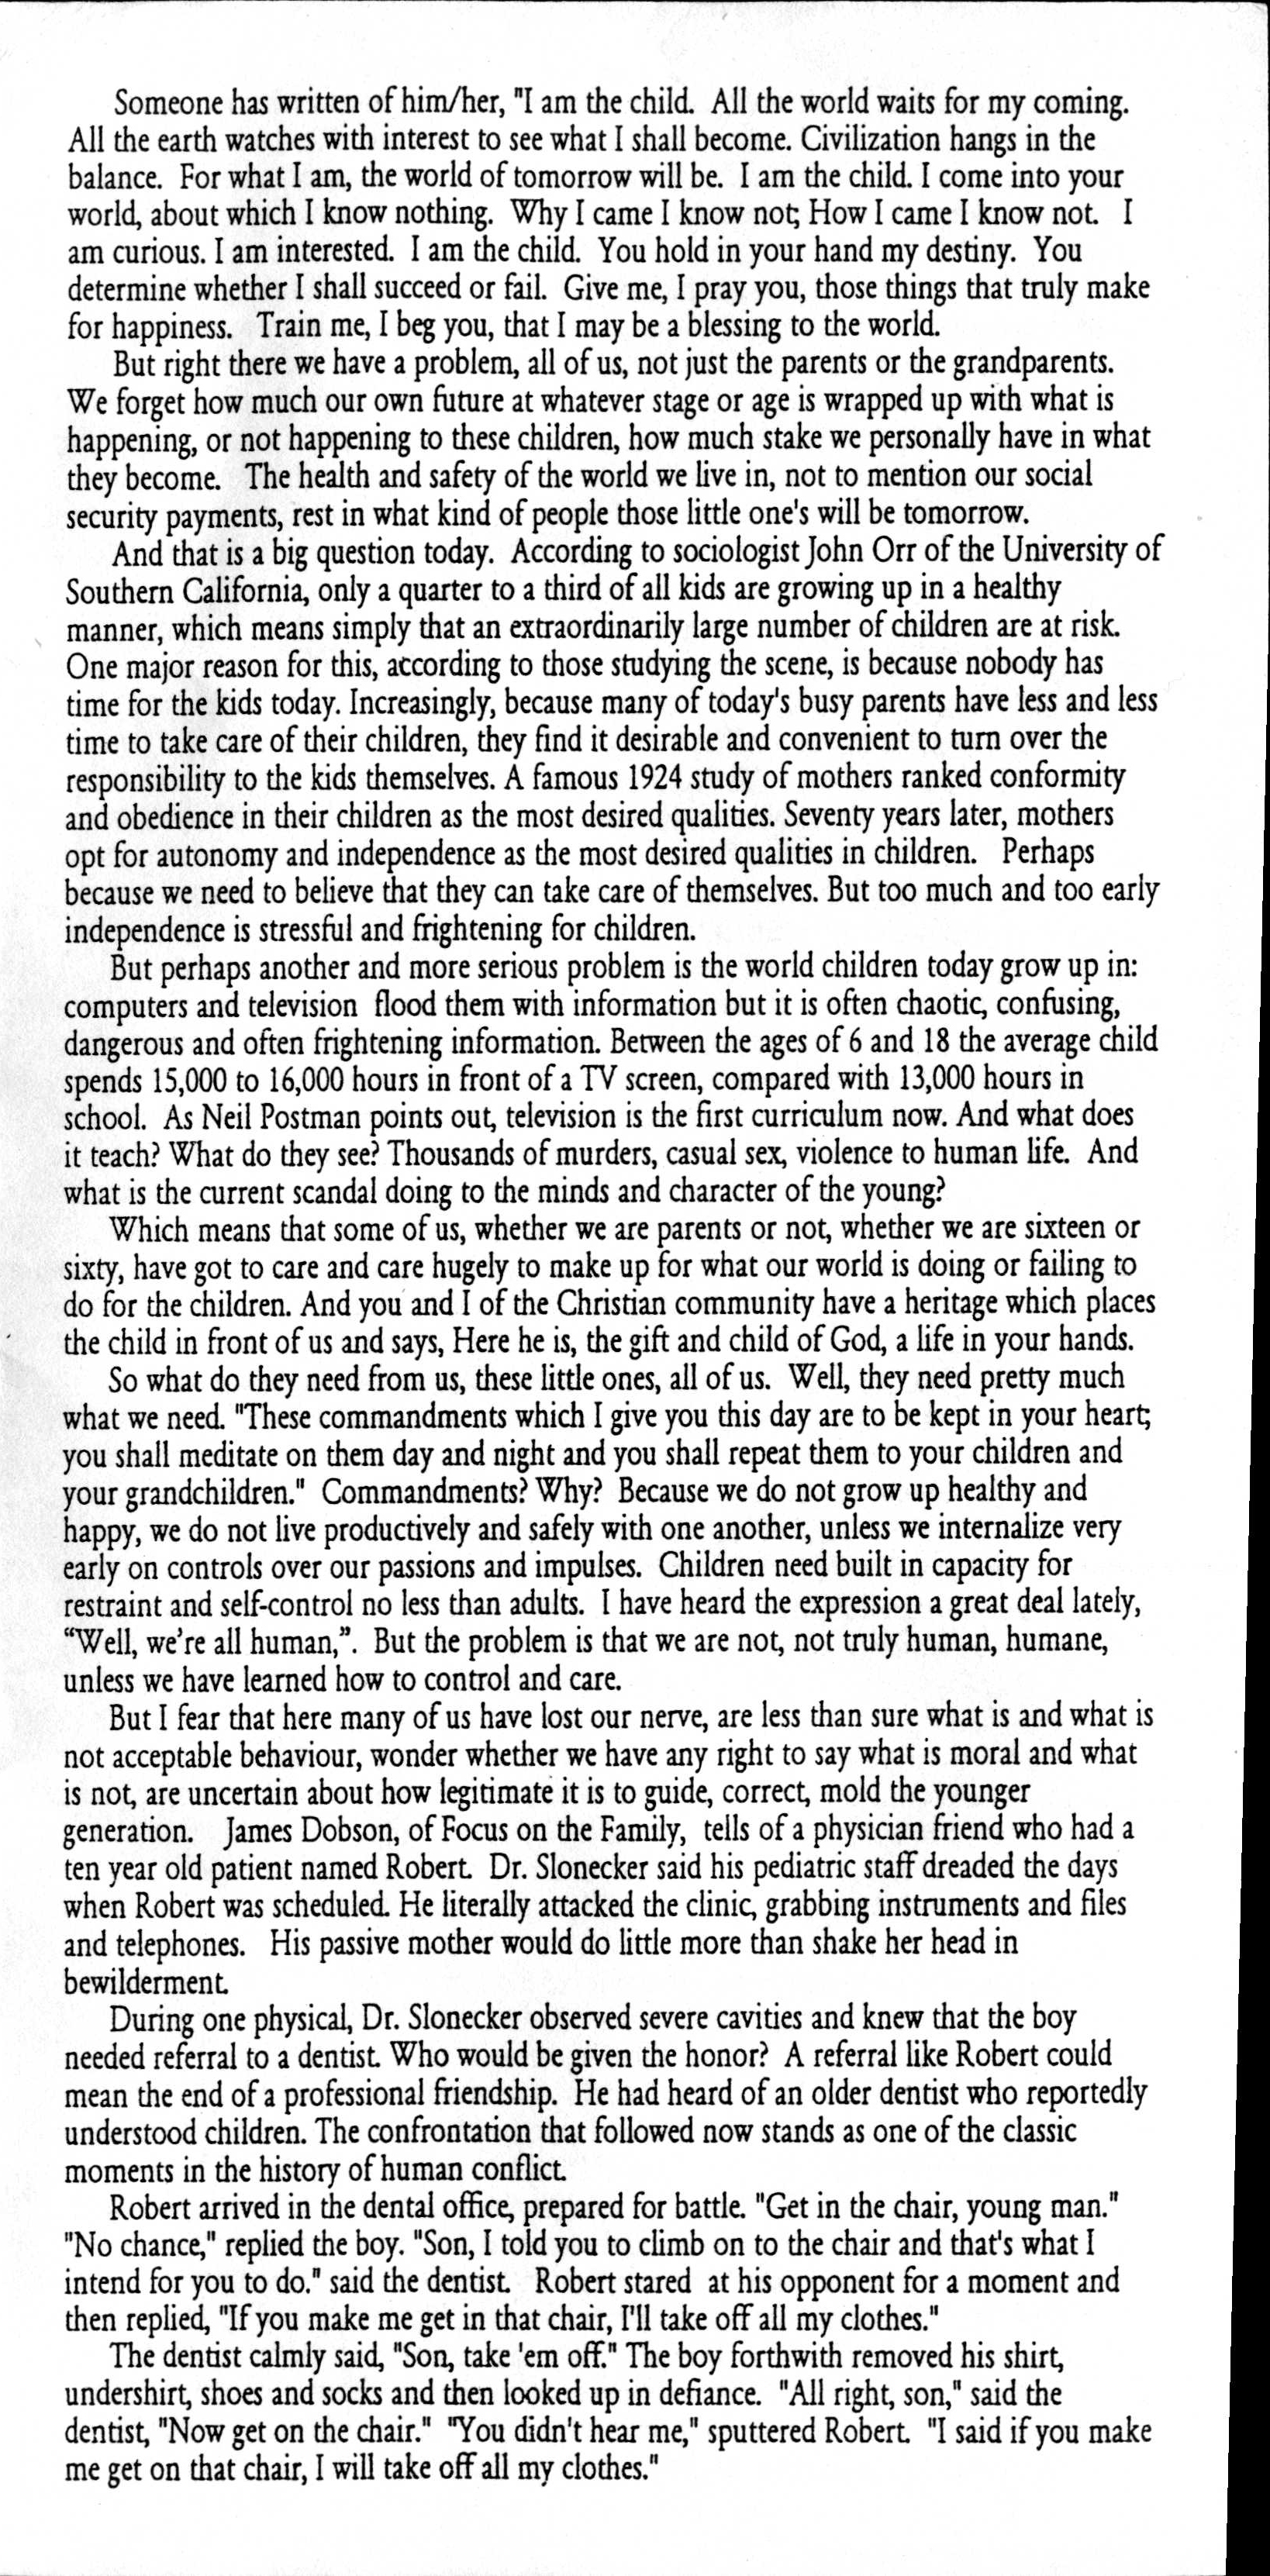 Someone has written of him/her, "I am the child.  All the world waits for my coming.
All the earth watches with interest to see what I shall become. Civilization hangs in the
balance.  For what I am, the world of tomorrow will be.  I am the child. I come into your
world, about which I know nothing.  Why I came I know not; How I came I know not.  I
am curious. I am interested.  I am the child.  You hold in your hand my destiny.  You
determine whether I shall succeed or fail.  Give me, I pray you, those things that truly make
for happiness.  Train me, I beg you, that I may be a blessing to the world.
But right there we have a problem, all of us, not just the parents or the grandparents.
We forget how much our own future at whatever stage or age is wrapped up with what is
happening, or not happening to these children, how much stake we personally have in what
they become.  The health and safety of the world we live in, not to mention our social
security payments, rest in what kind of people those little one's will be tomorrow.
And that is a big question today.  According to sociologist John Orr of the University of
Southern California, only a quarter to a third of all kids are growing up in a healthy
manner, which means simply that an extraordinarily large number of children are at risk.
One major reason for this, according to those studying the scene, is because nobody has
time for the kids today. Increasingly, because many of today's busy parents have less and less
time to take care of their children, they find it desirable and convenient to turn over the
responsibility to the kids themselves. A famous 1924 study of mothers ranked conformity
and obedience in their children as the most desired qualities. Seventy years later, mothers
opt for autonomy and independence as the most desired qualities in children.   Perhaps
because we need to believe that they can take care of themselves. But too much and too early
independence is stressful and frightening for children.
But perhaps another and more serious problem is the world children today grow up in:
computers and television  flood them with information but it is often chaotic, confusing,
dangerous and often frightening information. Between the ages of 6 and 18 the average child
spends 15,000 to 16,000 hours in front of a TV screen, compared with 13,000 hours in
school.  As Neil Postman points out, television is the first curriculum now. And what does
it teach? What do they see? Thousands of murders, casual sex, violence to human life.  And
what is the current scandal doing to the minds and character of the young?
Which means that some of us, whether we are parents or not, whether we are sixteen or
sixty, have got to care and care hugely to make up for what our world is doing or failing to
do for the children. And you and I of the Christian community have a heritage which places
the child in front of us and says, Here he is, the gift and child of God, a life in your hands.
So what do they need from us, these little ones, all of us.  Well, they need pretty much
what we need. "These commandments which I give you this day are to be kept in your heart;
you shall meditate on them day and night and you shall repeat them to your children and
your grandchildren."  Commandments? Why?  Because we do not grow up healthy and
happy, we do not live productively and safely with one another, unless we internalize very
early on controls over our passions and impulses.  Children need built in capacity for
restraint and self-control no less than adults.  I have heard the expression a great deal lately,
“Well, we’re all human,”.  But the problem is that we are not, not truly human, humane,
unless we have learned how to control and care.
But I fear that here many of us have lost our nerve, are less than sure what is and what is
not acceptable behaviour, wonder whether we have any right to say what is moral and what
is not, are uncertain about how legitimate it is to guide, correct, mold the younger
generation.   James Dobson, of Focus on the Family,  tells of a physician friend who had a
ten year old patient named Robert.  Dr. Slonecker said his pediatric staff dreaded the days
when Robert was scheduled. He literally attacked the clinic, grabbing instruments and files
and telephones.   His passive mother would do little more than shake her head in
bewilderment.
During one physical, Dr. Slonecker observed severe cavities and knew that the boy
needed referral to a dentist. Who would be given the honor?  A referral like Robert could
mean the end of a professional friendship.  He had heard of an older dentist who reportedly
understood children. The confrontation that followed now stands as one of the classic
moments in the history of human conflict.
Robert arrived in the dental office, prepared for battle. "Get in the chair, young man."
"No chance," replied the boy. "Son, I told you to climb on to the chair and that's what I
intend for you to do." said the dentist.   Robert stared  at his opponent for a moment and
then replied, "If you make me get in that chair, I'll take off all my clothes."
The dentist calmly said, "Son, take 'em off." The boy forthwith removed his shirt,
undershirt, shoes and socks and then looked up in defiance.  "All right, son," said the
dentist, "Now get on the chair."  "You didn't hear me," sputtered Robert.  "I said if you make
me get on that chair, I will take off all my clothes."